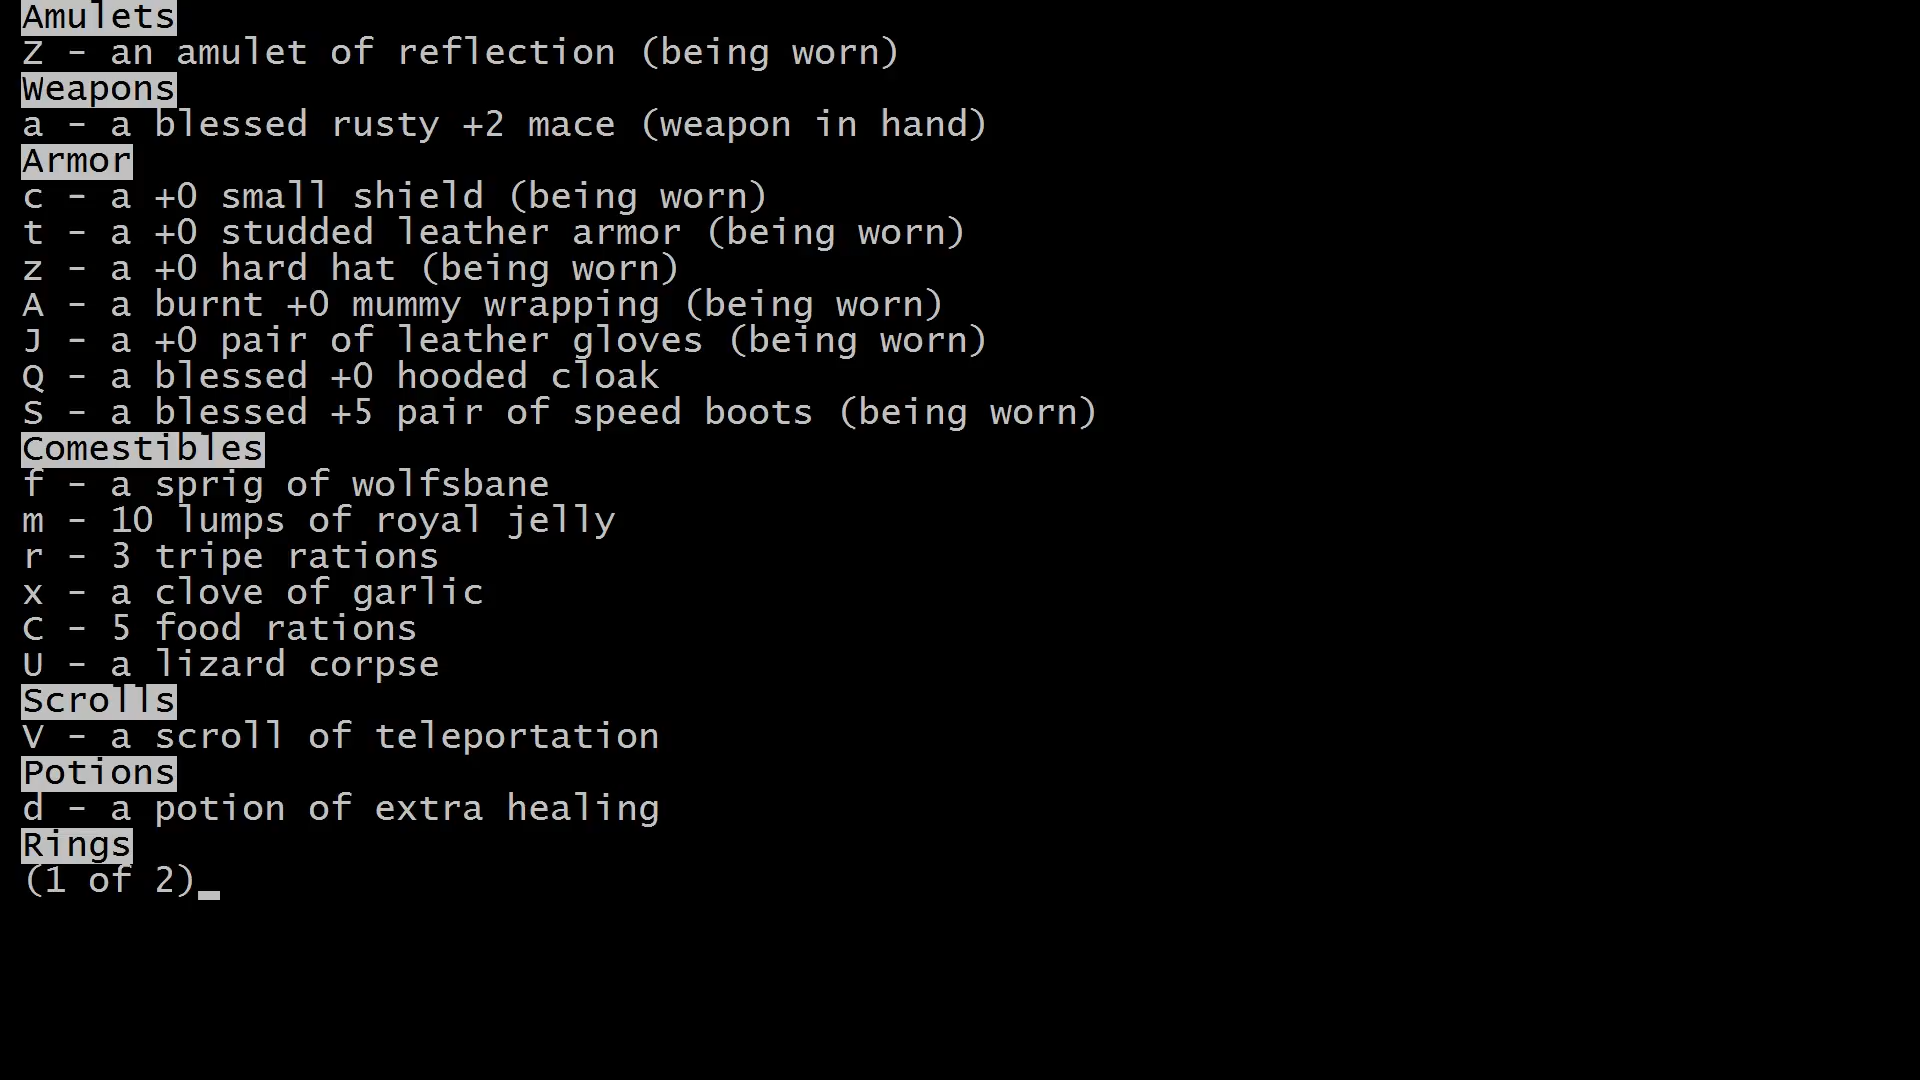 Amulets
Z - an amulet of reflection (being worn)
Weapons
a - a blessed rusty +2 mace (weapon in hand)
Armor
c - a +0 small shield (being worn)
t - a +0 studded leather armor (being worn)
z - a +0 hard hat (being worn)
A - a burnt +0 mummy wrapping (being worn)
J - a +0 pair of leather gloves (being worn)
Q - a blessed +0 hooded cloak
S - a blessed +5 pair of speed boots (being worn)
Comestibles
f - a sprig of wolfsbane
m - 10 lumps of royal jelly
r - 3 tripe rations
x - a clove of garlic
C - 5 food rations
U - a lizard corpse
Scrolls
V - a scroll of teleportation
Potions
d - a potion of extra healing
Rings
(1 of 2)